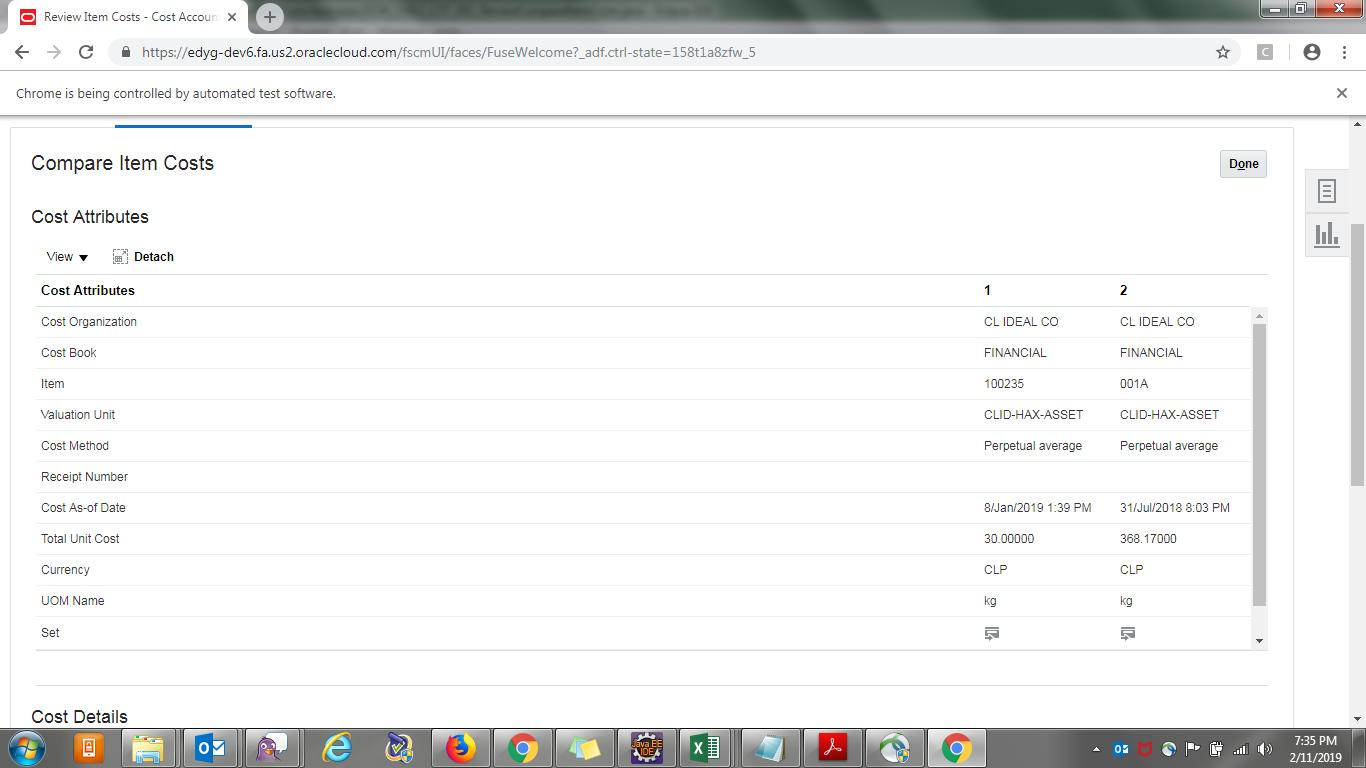 Review Item Costs - Cost Accoun
https://edyg-dev6.fa.us2.oraclecloud.com/fscmUI/faces/FuseWelcome?_adf.ctrl-state=158t1a8zfw_5
C
Chrome is being controlled by automated test software.
Compare Item Costs
Done
Cost Attributes
View Detach
Cost Attributes 1 2
Cost Organization CL IDEAL CO CL IDEAL CO
Cost Book FINANCIAL FINANCIAL
Item 100235 001A
Valuation Unit CLID-HAX-ASSET CLID-HAX-ASSET
Cost Method Perpetual average Perpetual average
Receipt Number
Cost As-of Date 8/Jan/2019 1:39 PM 31/Jul/2018 8:03 PM
Total Unit Cost 30.00000 368.17000
Currency CLP CLP
UOM Name kg kg
Set
Cost Details
Java EE
IDE
7:35 PM
2/11/2019